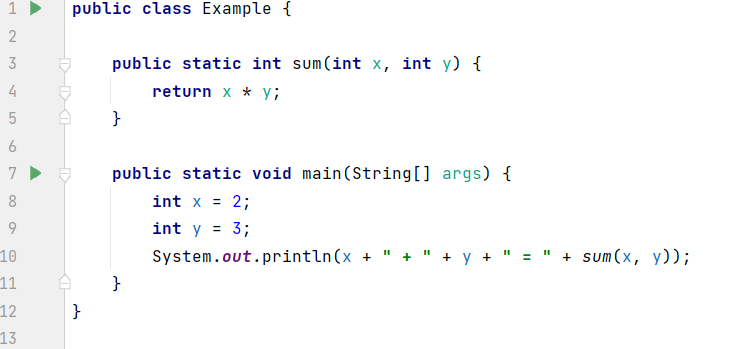 1 public class Example {
2
3     public static int sum(int x, int y) {
4         return x * y;
5     }
6
7     public static void main(String[] args) {
8         int x = 2;
9         int y = 3;
10         System.out.println(x + " + " + y + " = " + sum(x, y));
11     }
12 }
13